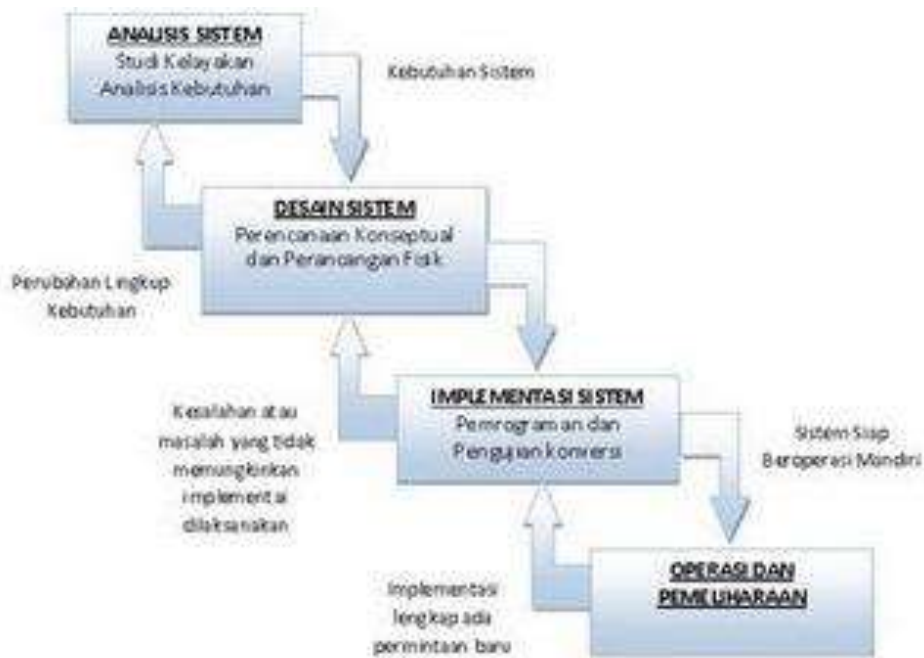 ANALISIS SISTEM
Studi Kelayakan
Analisis Kebutuhan
Kebutuhan Sistem
DESAIN SISTEM
Perencanaan Konseptual
dan Perancangan Fisik
Perubahan Lingkup
Kebutuhan
IMPLEMENTASI SISTEM
Pemrograman dan
Pengujian konversi
Kesalahan atau
masalah yang tidak
memungkinkan
implementai
dilaksanakan
Sistem Siap
Beroperasi Mandiri
OPERASI DAN
PEMELIHARAAN
Implementasi
lengkap ada
permintaan baru